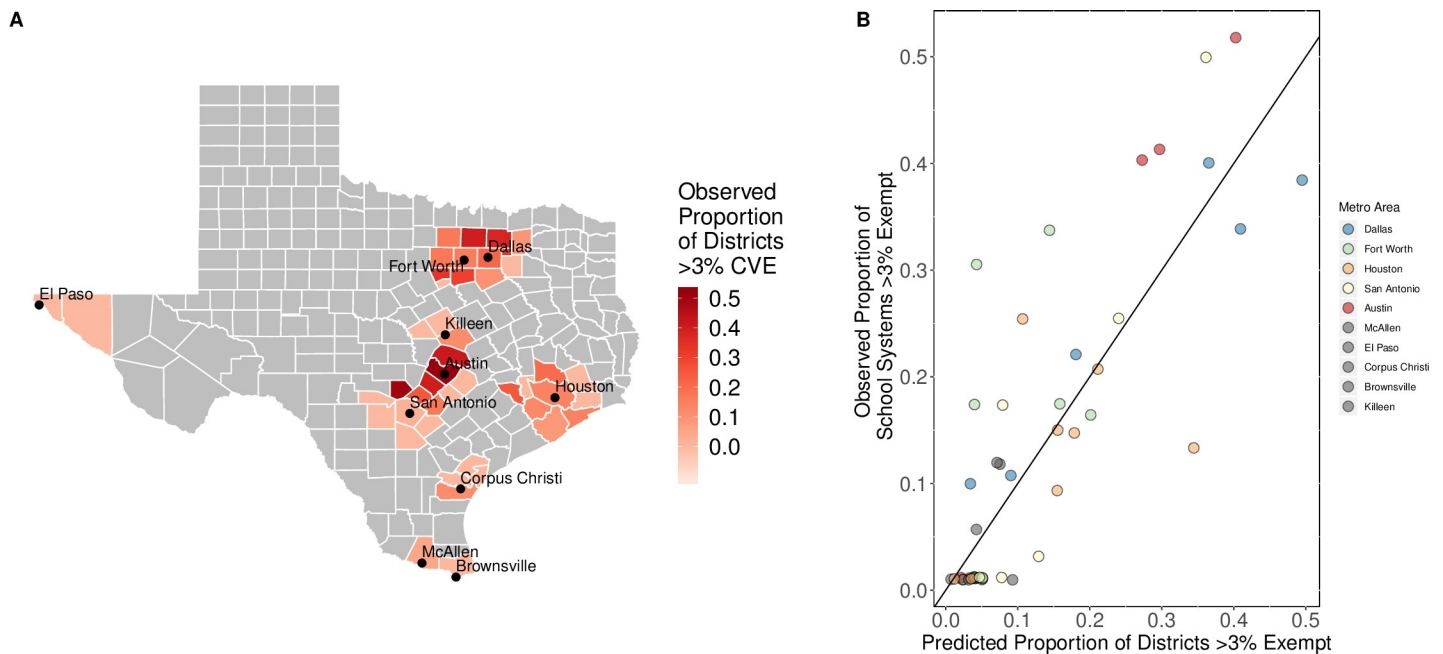 A
Observed
Proportion
of Districts
>3% CVE
0.5
0.4
0.3
0.2
0.1
0.0
Dallas
Fort Worth
El Paso
Killeen
Austin
Houston
San Antonio
Corpus Christi
McAllen
Brownsville
B
Observed Proportion of
School Systems >3% Exempt
0.5
0.4
0.3
0.2
0.1
0.0
0.0 0.1 0.2 0.3 0.4 0.5
Predicted Proportion of Districts >3% Exempt
Metro Area
Dallas
Fort Worth
Houston
San Antonio
Austin
McAllen
El Paso
Corpus Christi
Brownsville
Killeen